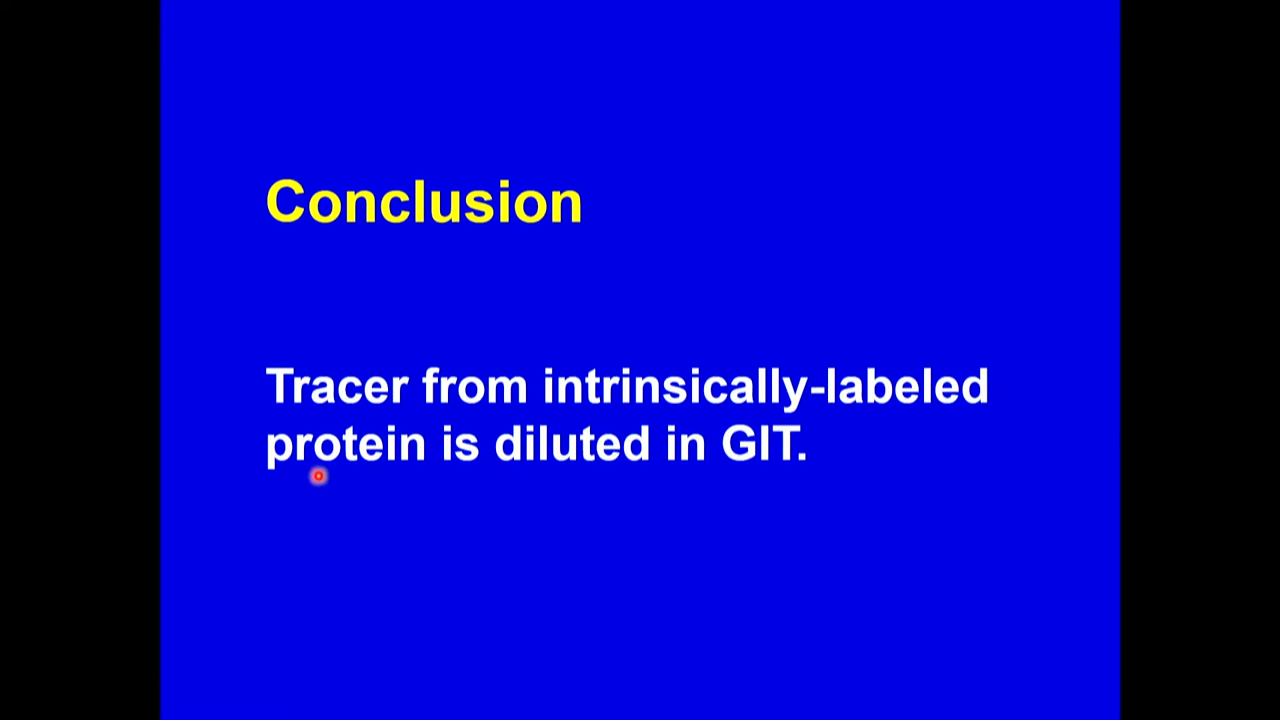 Conclusion
Tracer from intrinsically-labeled
protein is diluted in GIT.